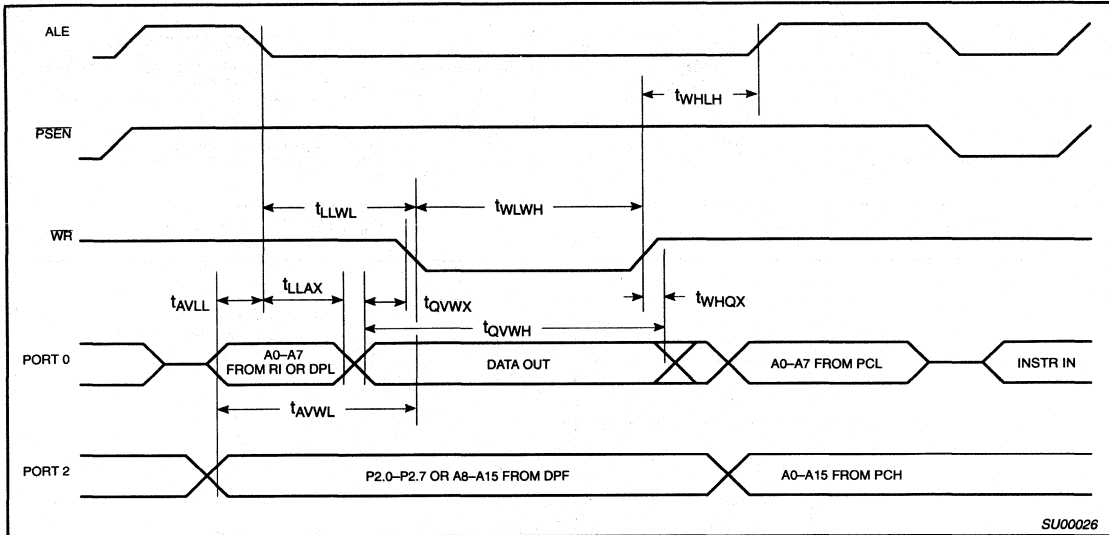 ALE
tWHLH
PSEN
tLLWL
tWLWH
WR
tAVLL
tLLAX
tQVWX
tWHQX
tQVWH
PORT 0
A0–A7
FROM RI OR DPL
DATA OUT
A0–A7 FROM PCL
INSTR IN
tAVWL
PORT 2
P2.0–P2.7 OR A8–A15 FROM DPF
A0–A15 FROM PCH
SU00026